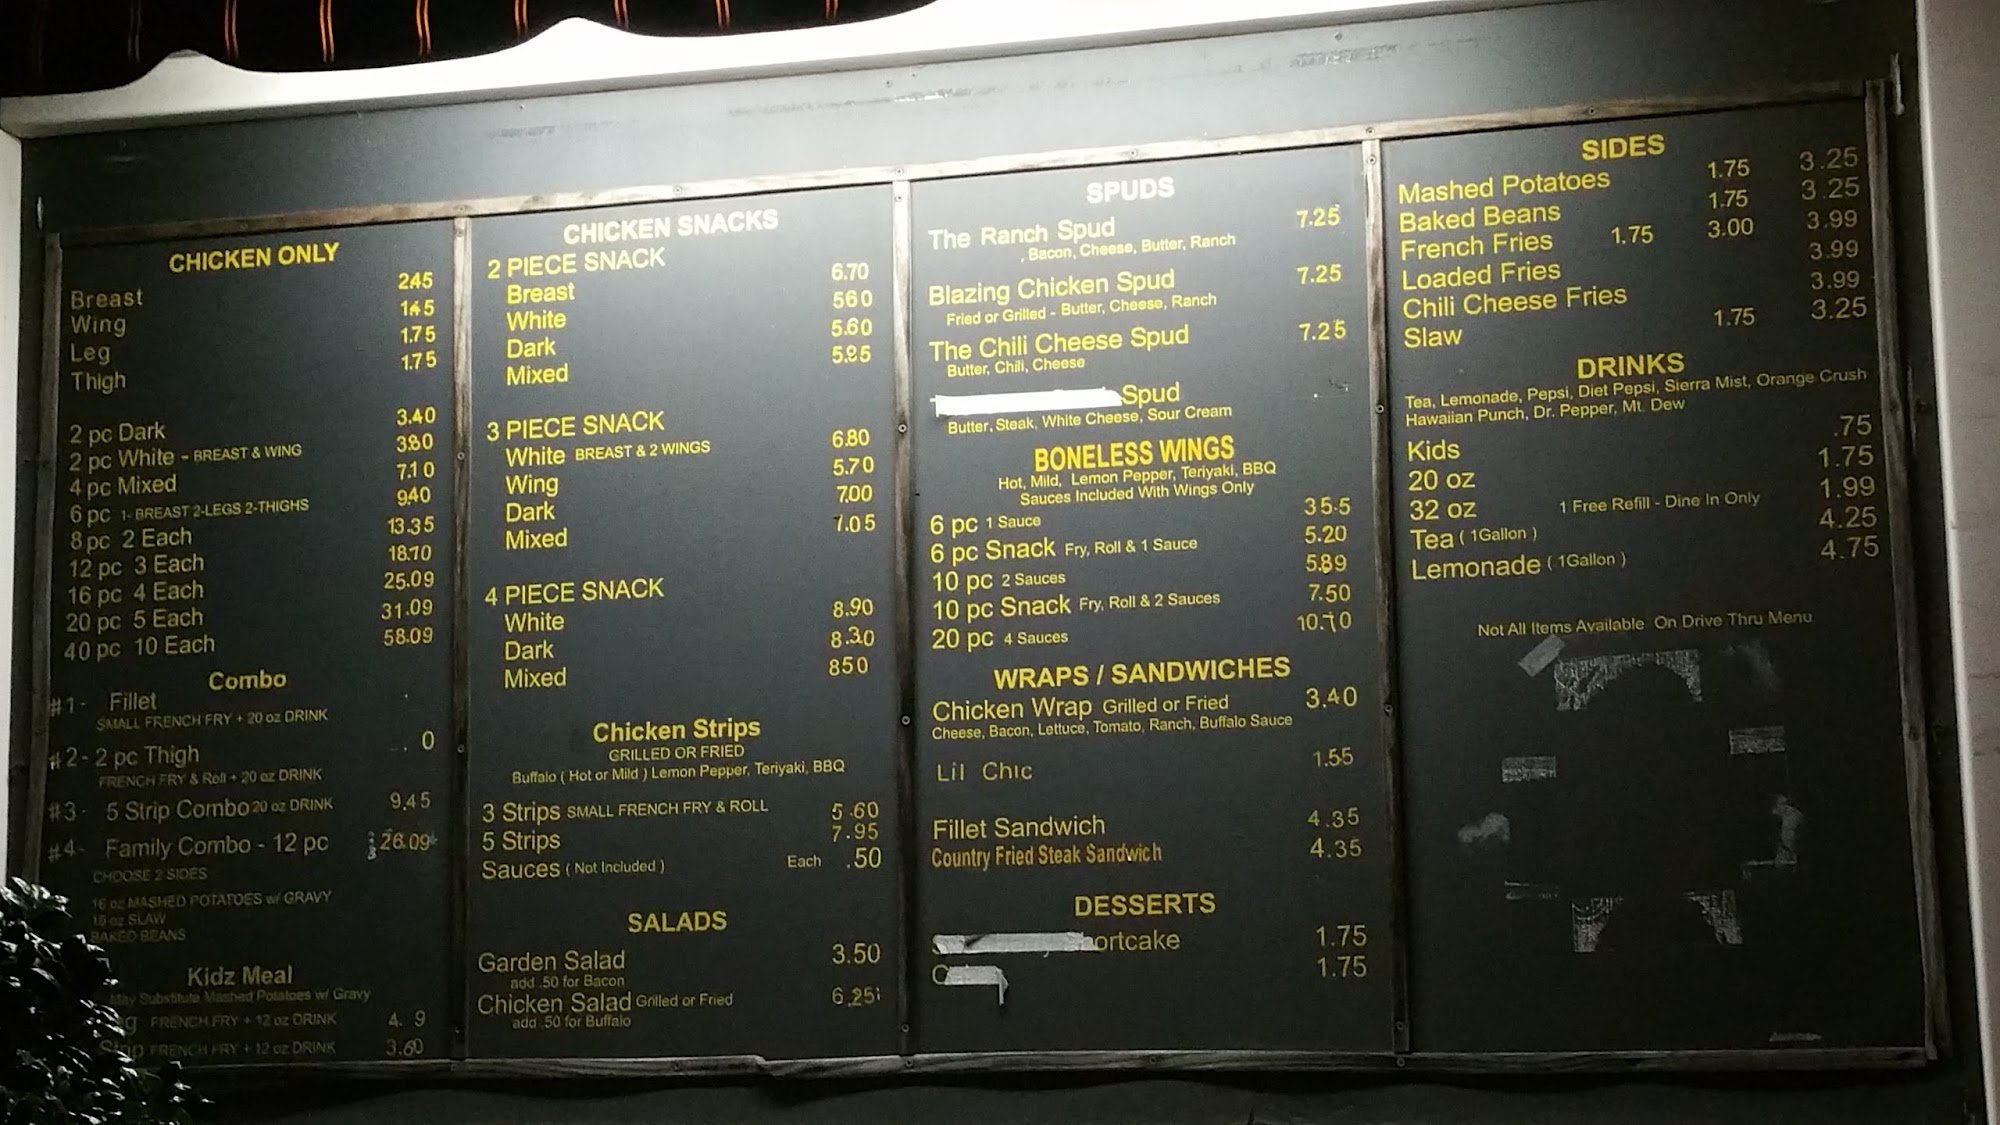 CHICKEN ONLY
Breast 2.45
Wing 1.45
Leg 1.75
Thigh 1.75
2 pc Dark 3.40
2 pc White - BREAST & WING 3.80
4 pc Mixed 7.10
6 pc 1- BREAST 2-LEGS 2-THIGHS 9.40
8 pc 2 Each 13.35
12 pc 3 Each 18.70
16 pc 4 Each 25.09
20 pc 5 Each 31.09
40 pc 10 Each 58.09
Combo
#1- Fillet
SMALL FRENCH FRY + 20 oz DRINK
#2- 2 pc Thigh 0
FRENCH FRY & Roll + 20 oz DRINK
#3- 5 Strip Combo 20 oz DRINK 9.45
#4- Family Combo - 12 pc 26.09
CHOOSE 2 SIDES
16 oz MASHED POTATOES w/ GRAVY
16 oz SLAW
BAKED BEANS
Kidz Meal
May Substitute Mashed Potatoes w/ Gravy
FRENCH FRY + 12 oz DRINK 4. 9
Strip FRENCH FRY + 12 oz DRINK 3.60
CHICKEN SNACKS
2 PIECE SNACK
Breast 6.70
White 5 60
Dark 5.60
Mixed 5.85
3 PIECE SNACK
White BREAST & 2 WINGS 6.80
Wing 5.70
Dark 7.00
Mixed 7.05
4 PIECE SNACK
White 8.90
Dark 8.30
Mixed 8 50
Chicken Strips
GRILLED OR FRIED
Buffalo ( Hot or Mild ) Lemon Pepper, Teriyaki, BBQ
3 Strips SMALL FRENCH FRY & ROLL 5.60
5 Strips 7.95
Sauces ( Not Included ) Each .50
SALADS
Garden Salad 3.50
add .50 for Bacon
Chicken Salad Grilled or Fried 6.25
add .50 for Buffalo
SPUDS
The Ranch Spud 7.25
, Bacon, Cheese, Butter, Ranch
Blazing Chicken Spud 7.25
Fried or Grilled - Butter, Cheese, Ranch
The Chili Cheese Spud 7.25
Butter, Chili, Cheese
Spud
Butter, Steak, White Cheese, Sour Cream
BONELESS WINGS
Hot, Mild, Lemon Pepper, Teriyaki, BBQ
Sauces Included With Wings Only
6 pc 1 Sauce 3 5.5
6 pc Snack Fry, Roll & 1 Sauce 5.20
10 pc 2 Sauces 5.89
10 pc Snack Fry, Roll & 2 Sauces 7.50
20 pc 4 Sauces 10.70
WRAPS / SANDWICHES
Chicken Wrap Grilled or Fried 3.40
Cheese, Bacon, Lettuce, Tomato, Ranch, Buffalo Sauce
Lil Chic 1.55
Fillet Sandwich 4.35
Country Fried Steak Sandwich 4.35
DESSERTS
ortcake 1.75
C 1.75
SIDES
Mashed Potatoes 1.75 3.25
Baked Beans 1.75 3.25
French Fries 1.75 3.00 3.99
Loaded Fries 3.99
Chili Cheese Fries 3.99
Slaw 1.75 3.25
DRINKS
Tea, Lemonade, Pepsi, Diet Pepsi, Sierra Mist, Orange Crush
Hawaiian Punch, Dr. Pepper, Mt. Dew
Kids .75
20 oz 1.75
32 oz 1 Free Refill - Dine In Only 1.99
Tea ( 1Gallon ) 4.25
Lemonade ( 1Gallon ) 4.75
Not All Items Available On Drive Thru Menu